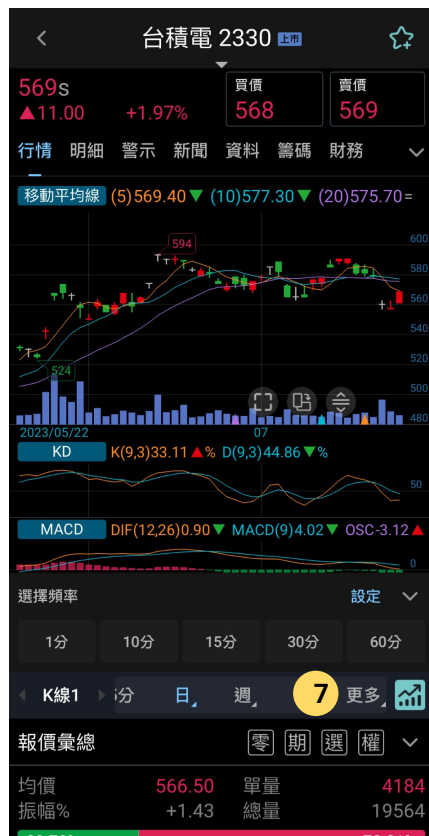 台積電 2330 上市
569s
▲11.00 +1.97%
買價
568
賣價
569
行情 明細 警示 新聞 資料 籌碼 財務
移動平均線 (5)569.40▼ (10)577.30▼ (20)575.70=
600
594
580
560
540
520
524
500
480
2023/05/22 07
KD K(9,3)33.11▲% D(9,3)44.86▼%
50
MACD DIF(12,26)0.90▼ MACD(9)4.02▼ OSC-3.12▲
0
選擇頻率 設定
1分 10分 15分 30分 60分
K線1 分 日 週 7 更多
報價彙總 零 期 選 權
均價 566.50 單量 4184
振幅% +1.43 總量 19564